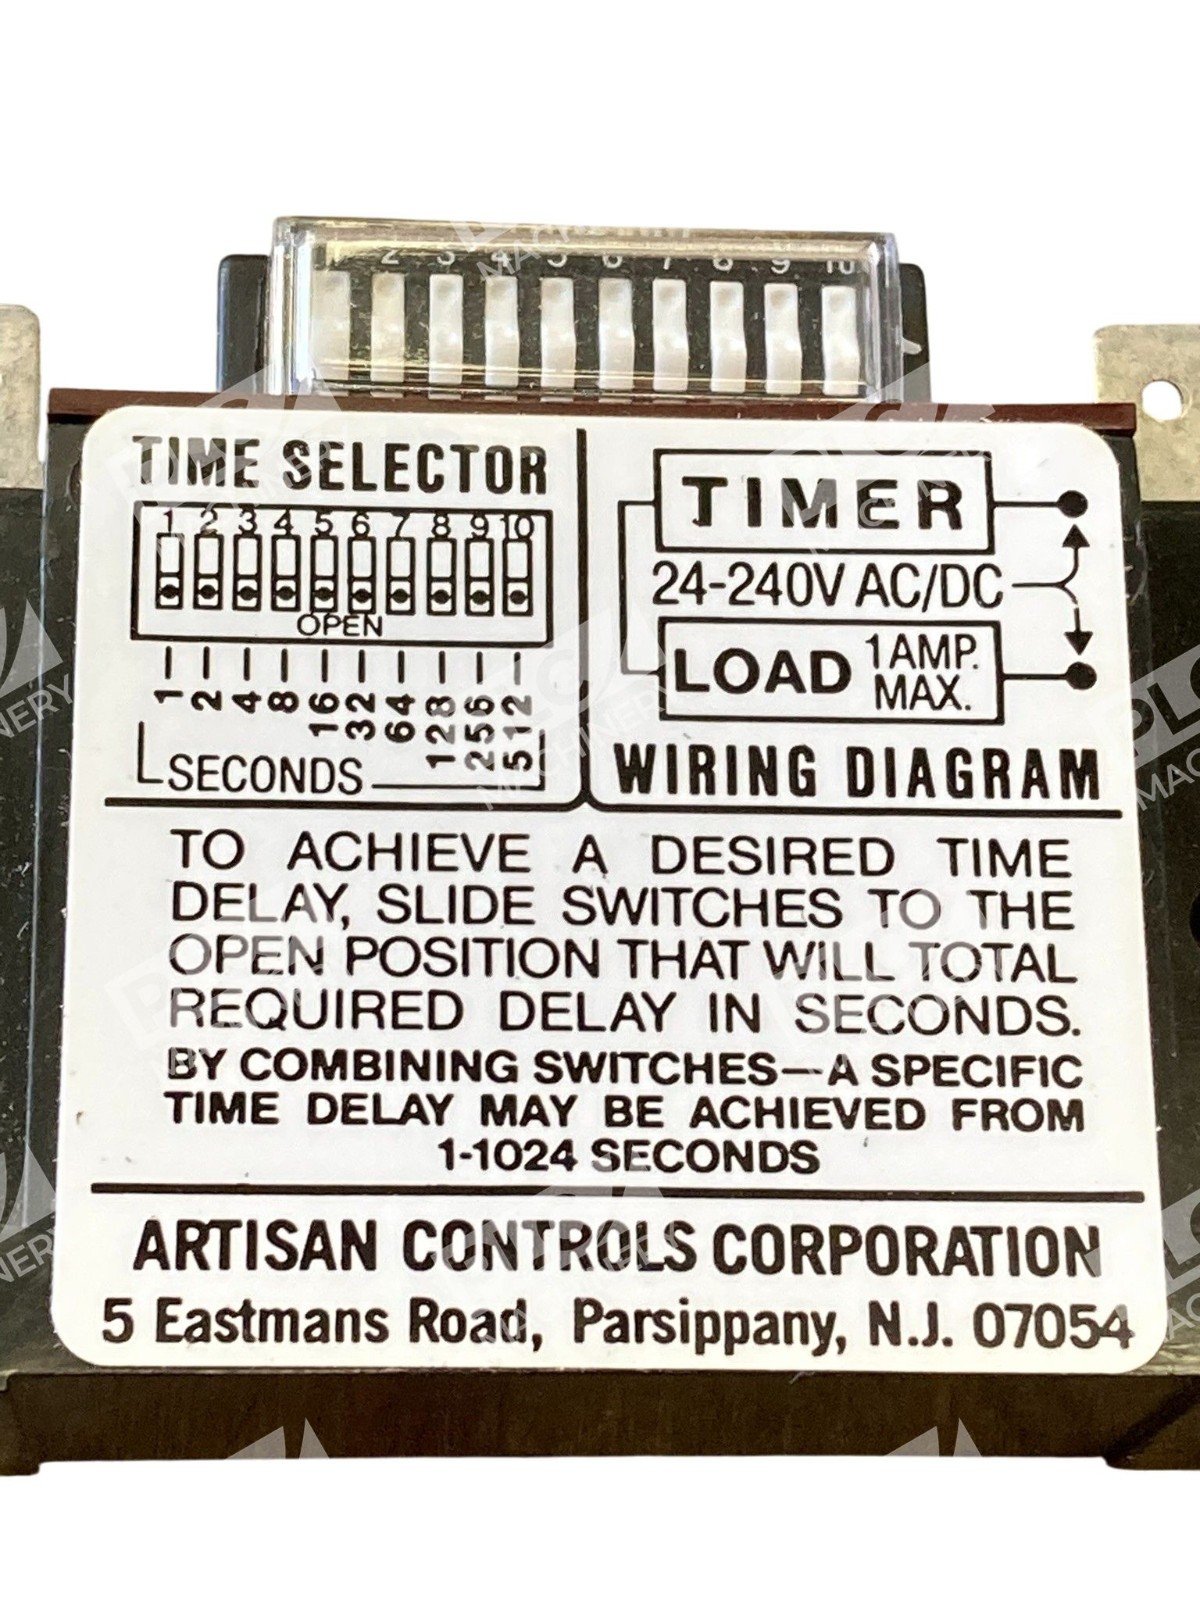 2 3 4 5 6 7 8 9 10
TIME SELECTOR
1 2 3 4 5 6 7 8 9 10
OPEN
1 2 4 8 16 32 64 128 256 512
SECONDS
TIMER
24-240V AC/DC
LOAD 1 AMP. MAX.
WIRING DIAGRAM
TO ACHIEVE A DESIRED TIME
DELAY, SLIDE SWITCHES TO THE
OPEN POSITION THAT WILL TOTAL
REQUIRED DELAY IN SECONDS.
BY COMBINING SWITCHES—A SPECIFIC
TIME DELAY MAY BE ACHIEVED FROM
1-1024 SECONDS
ARTISAN CONTROLS CORPORATION
5 Eastmans Road, Parsippany, N.J. 07054
PLC MACHINERY